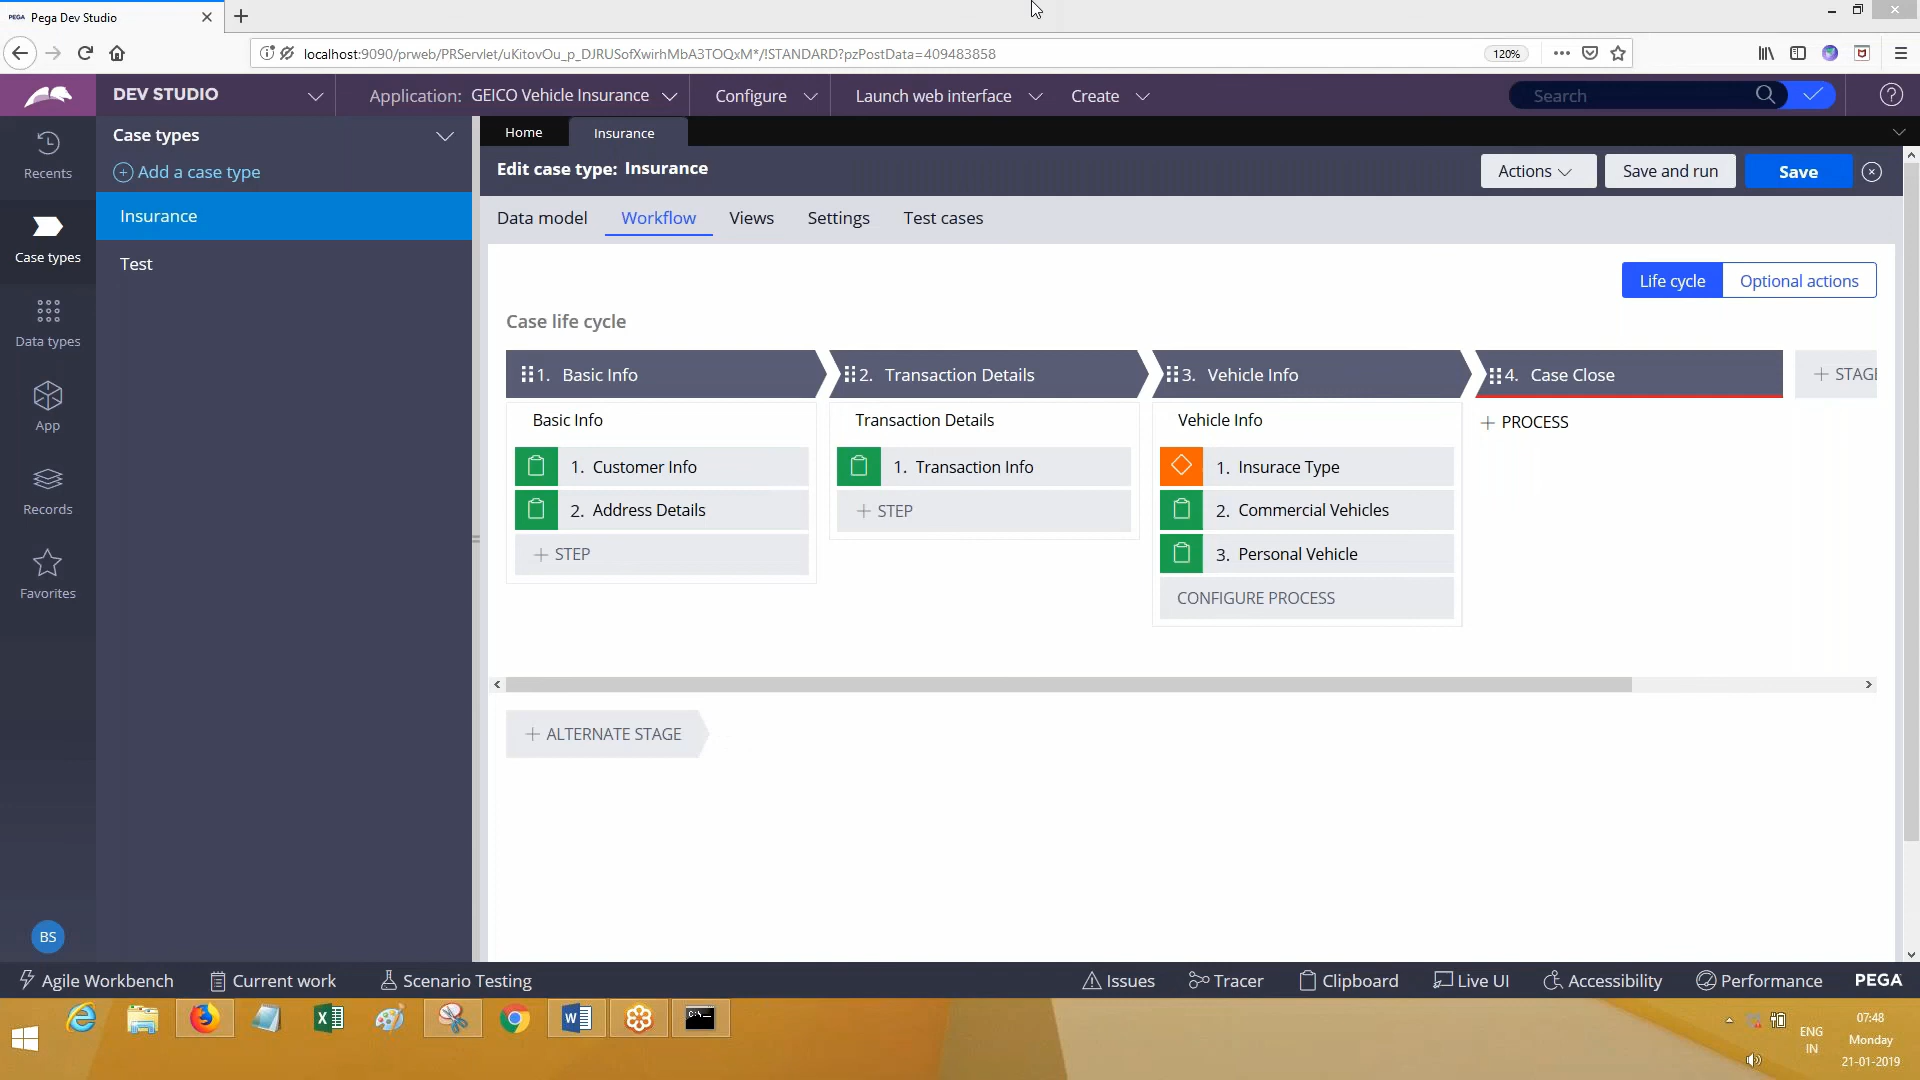 PEGA Pega Dev Studio
localhost:9090/prweb/PRServlet/uKitovOu_p_DJRUSofXwirhMbA3TOQxM*/!STANDARD?pzPostData=409483858 120%
DEV STUDIO Application: GEICO Vehicle Insurance Configure Launch web interface Create Search
Recents
Case types
Data types
App
Records
Favorites
BS
Case types
Add a case type
Insurance
Test
Home Insurance
Edit case type: Insurance Actions Save and run Save
Data model Workflow Views Settings Test cases
Life cycle Optional actions
Case life cycle
1. Basic Info 2. Transaction Details 3. Vehicle Info 4. Case Close + STAGE
Basic Info
1. Customer Info
2. Address Details
+ STEP
Transaction Details
1. Transaction Info
+ STEP
Vehicle Info
1. Insurace Type
2. Commercial Vehicles
3. Personal Vehicle
CONFIGURE PROCESS
+ PROCESS
+ ALTERNATE STAGE
Agile Workbench Current work Scenario Testing Issues Tracer Clipboard Live UI Accessibility Performance PEGA
ENG
IN
07:48
Monday
21-01-2019